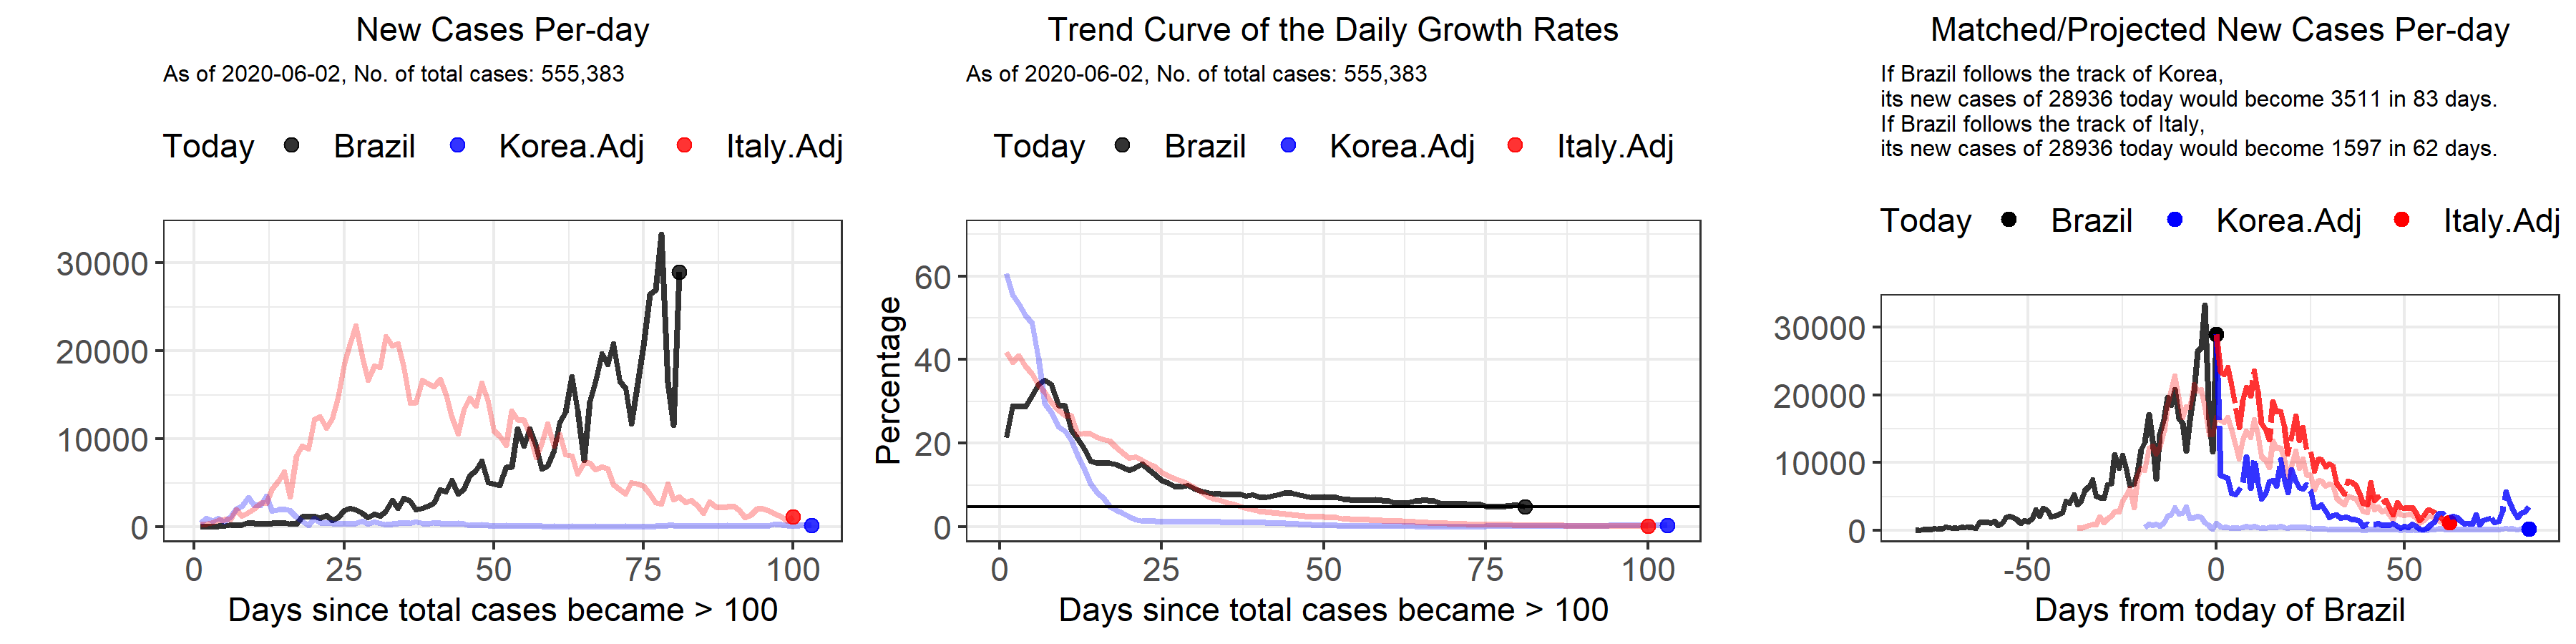 New Cases Per-day
As of 2020-06-02, No. of total cases: 555,383
Today Brazil Korea.Adj Italy.Adj
30000
20000
10000
0
0 25 50 75 100
Days since total cases became > 100
Trend Curve of the Daily Growth Rates
As of 2020-06-02, No. of total cases: 555,383
Today Brazil Korea.Adj Italy.Adj
Percentage
60
40
20
0
0 25 50 75 100
Days since total cases became > 100
Matched/Projected New Cases Per-day
If Brazil follows the track of Korea,
its new cases of 28936 today would become 3511 in 83 days.
If Brazil follows the track of Italy,
its new cases of 28936 today would become 1597 in 62 days.
Today Brazil Korea.Adj Italy.Adj
30000
20000
10000
0
-50 0 50
Days from today of Brazil